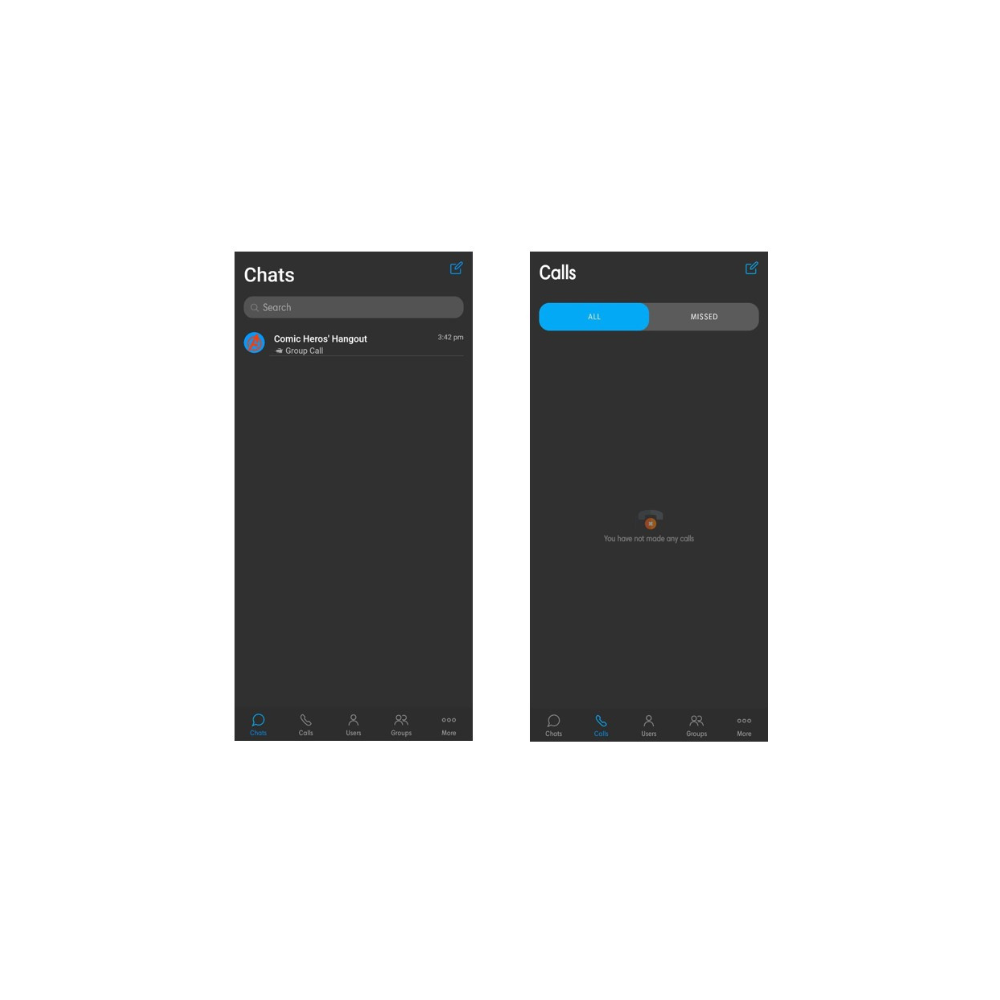 Chats
Search
Comic Heros' Hangout
3:42 pm
Group Call
Chats
Calls
Users
Groups
More
Calls
ALL
MISSED
You have not made any calls
Chats
Calls
Users
Groups
More